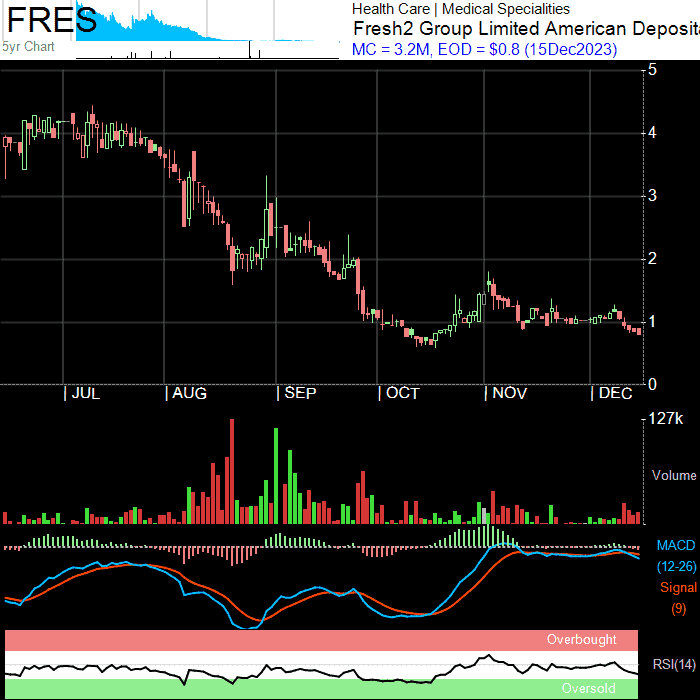 FRES
5yr Chart
Health Care | Medical Specialities
Fresh2 Group Limited American Deposit
MC = 3.2M, EOD = $0.8 (15Dec2023)
5
4
3
2
1
0
| JUL | AUG | SEP | OCT | NOV | DEC
127k
Volume
MACD
(12-26)
Signal
(9)
Overbought
RSI(14)
Oversold